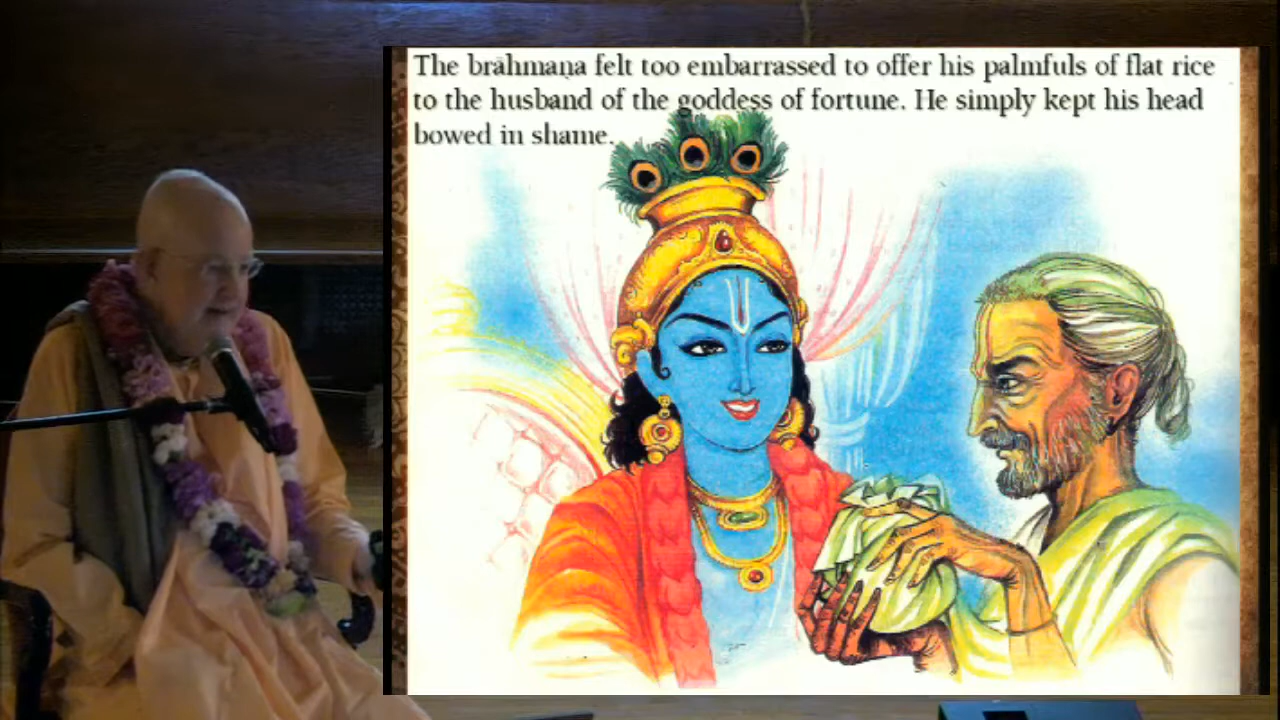 The brāhmaṇa felt too embarrassed to offer his palmfuls of flat rice
to the husband of the goddess of fortune. He simply kept his head
bowed in shame.